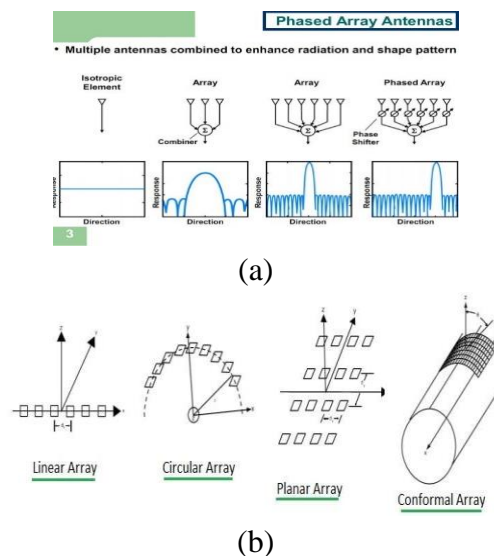 Phased Array Antennas
• Multiple antennas combined to enhance radiation and shape pattern
Isotropic
Element
Array
Array
Phased Array
Combiner
Σ
Σ
Phase
Shifter
Σ
Response
Response
Response
Response
Direction
Direction
Direction
Direction
3
(a)
Linear Array
Circular Array
Planar Array
Conformal Array
(b)